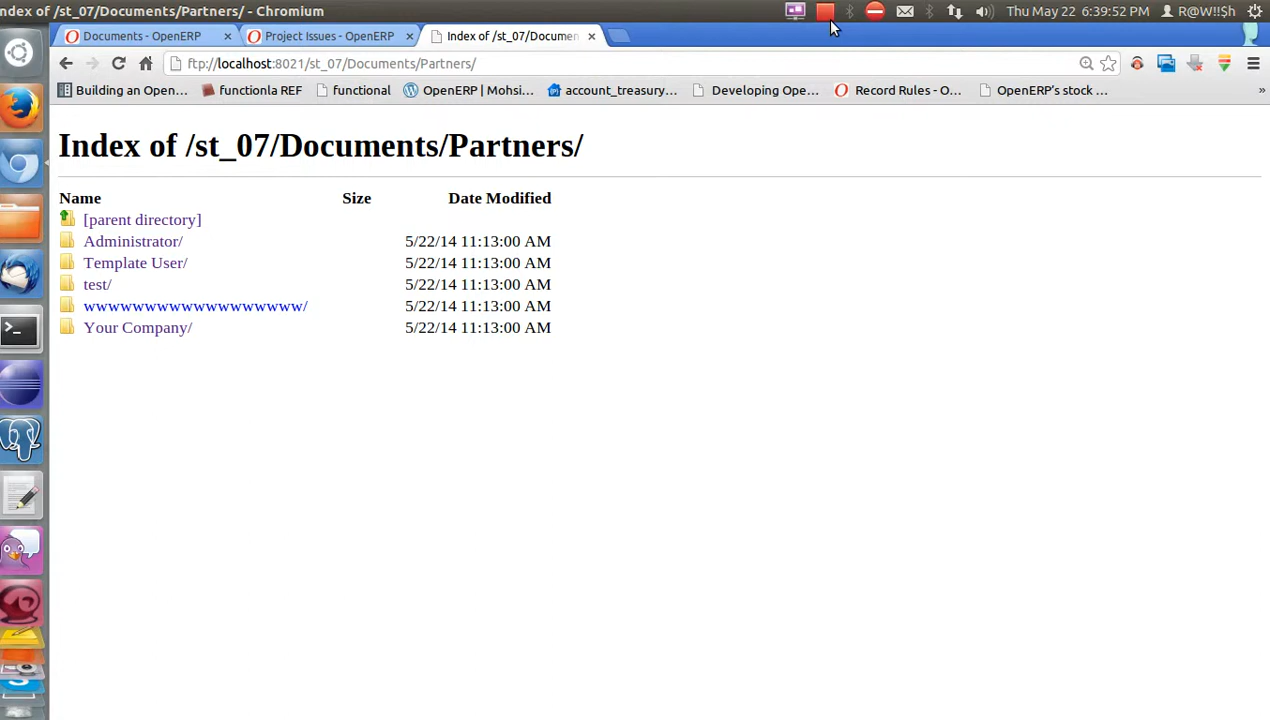 ndex of /st_07/Documents/Partners/ - Chromium
Thu May 22 6:39:52 PM R@W!!$h
Documents - OpenERP
Project Issues - OpenERP
Index of /st_07/Documen
ftp://localhost:8021/st_07/Documents/Partners/
Building an Open... functionla REF functional OpenERP | Mohsi... account_treasury... Developing Ope... Record Rules - O... OpenERP's stock ... »
Index of /st_07/Documents/Partners/
Name Size Date Modified
[parent directory]
Administrator/ 5/22/14 11:13:00 AM
Template User/ 5/22/14 11:13:00 AM
test/ 5/22/14 11:13:00 AM
wwwwwwwwwwwwwwwwww/ 5/22/14 11:13:00 AM
Your Company/ 5/22/14 11:13:00 AM